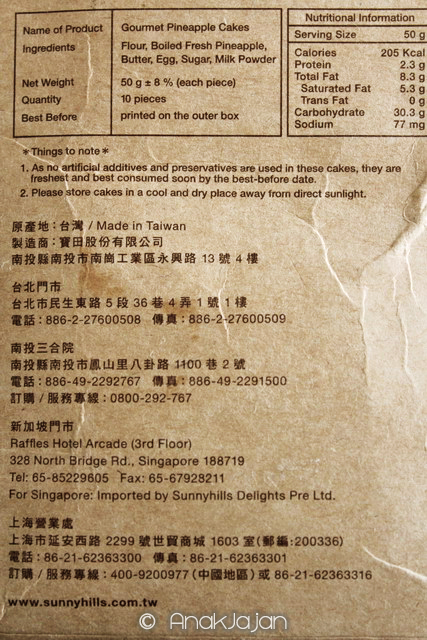 Name of Product Gourmet Pineapple Cakes
Ingredients Flour, Boiled Fresh Pineapple,
Butter, Egg, Sugar, Milk Powder
Net Weight 50 g ± 8 % (each piece)
Quantity 10 pieces
Best Before printed on the outer box
Nutritional Information
Serving Size 50 g
Calories 205 Kcal
Protein 2.3 g
Total Fat 8.3 g
Saturated Fat 5.3 g
Trans Fat 0 g
Carbohydrate 30.3 g
Sodium 77 mg
*Things to note*
1. As no artificial additives and preservatives are used in these cakes, they are
freshest and best consumed soon by the best-before date.
2. Please store cakes in a cool and dry place away from direct sunlight.
原產地：台灣 / Made in Taiwan
製造商：寶田股份有限公司
南投縣南投市南崗工業區永興路 13 號 4 樓
台北門市
台北市民生東路 5 段 36 巷 4 弄 1 號 1 樓
電話：886-2-27600508 傳真：886-2-27600509
南投三合院
南投縣南投市鳳山里八卦路 1100 巷 2 號
電話：886-49-2292767 傳真：886-49-2291500
訂購 / 服務專線：0800-292-767
新加坡門市
Raffles Hotel Arcade (3rd Floor)
328 North Bridge Rd., Singapore 188719
Tel: 65-85229605 Fax: 65-67928211
For Singapore: Imported by Sunnyhills Delights Pre Ltd.
上海營業處
上海市延安西路 2299 號世貿商城 1603 室(郵編:200336)
電話：86-21-62363300 傳真：86-21-62363301
訂購 / 服務專線：400-9200977 (中國地區) 或 86-21-62363316
www.sunnyhills.com.tw
© AnakJajan